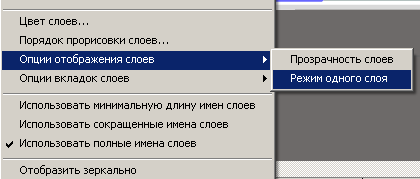 Цвет слоев...
Порядок прорисовки слоев...
Опции отображения слоев
Прозрачность слоев
Опции вкладок слоев
Режим одного слоя
Использовать минимальную длину имен слоев
Использовать сокращенные имена слоев
Использовать полные имена слоев
Отобразить зеркально